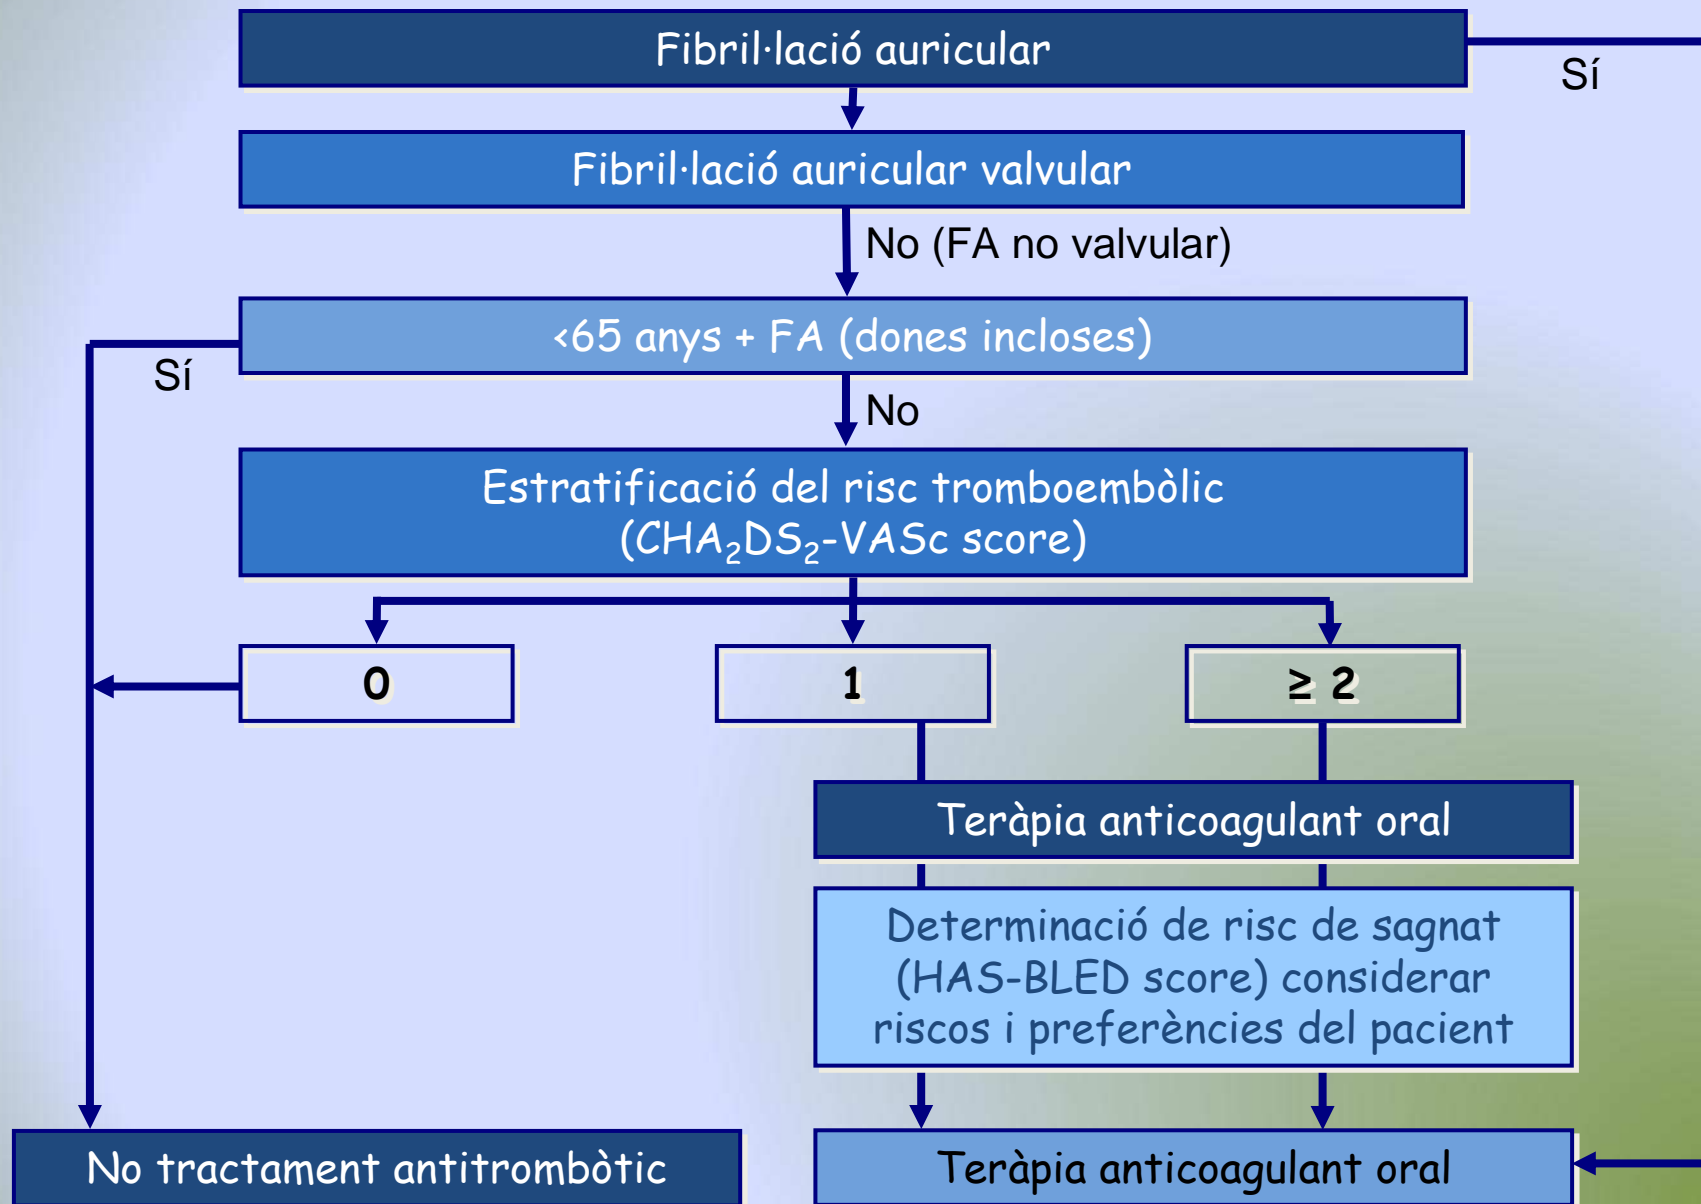 Fibril·lació auricular
Sí
Fibril·lació auricular valvular
No (FA no valvular)
<65 anys + FA (dones incloses)
Sí
No
Estratificació del risc tromboembòlic
(CHA₂DS₂-VASc score)
0
1
≥ 2
Teràpia anticoagulant oral
Determinació de risc de sagnat
(HAS-BLED score) considerar
riscos i preferències del pacient
No tractament antitrombòtic
Teràpia anticoagulant oral